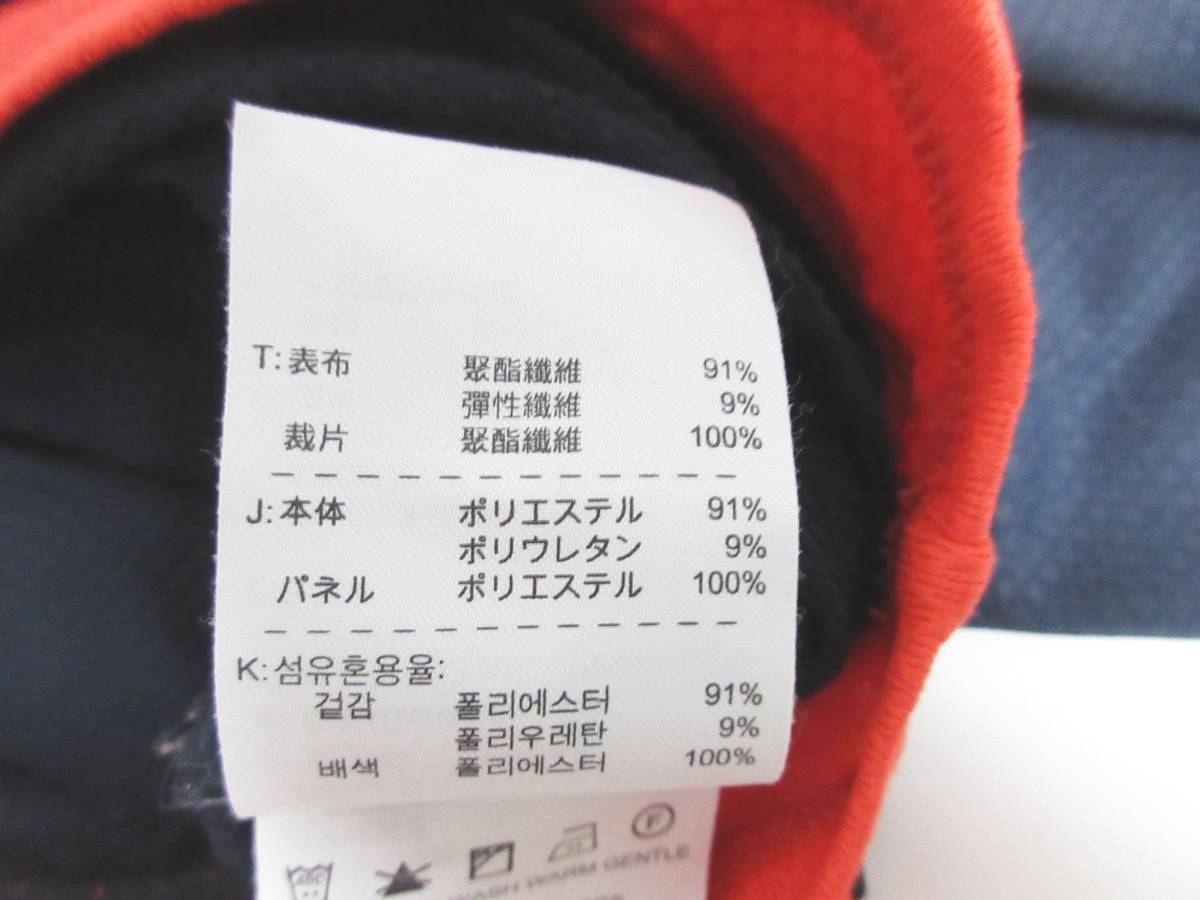 T:表布 聚酯纖維 91%
彈性纖維 9%
裁片 聚酯纖維 100%
J:本体 ポリエステル 91%
ポリウレタン 9%
パネル ポリエステル 100%
K:섬유혼용율:
겉감 폴리에스터 91%
폴리우레탄 9%
배색 폴리에스터 100%
F
WASH WARM GENTLE